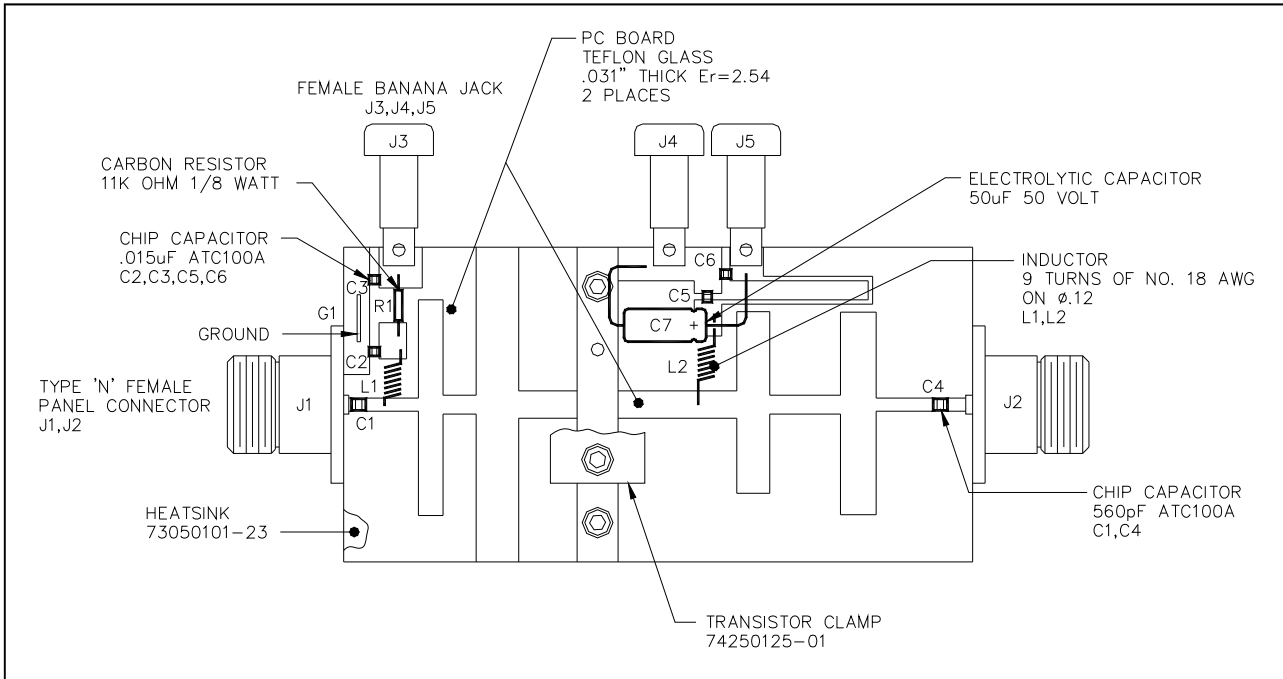 PC BOARD
TEFLON GLASS
.031" THICK Er=2.54
2 PLACES
FEMALE BANANA JACK
J3,J4,J5
J3
J4
J5
CARBON RESISTOR
11K OHM 1/8 WATT
ELECTROLYTIC CAPACITOR
50uF 50 VOLT
CHIP CAPACITOR
.015uF ATC100A
C2,C3,C5,C6
INDUCTOR
9 TURNS OF NO. 18 AWG
ON ø.12
L1,L2
C6
C3
C5
G1
R1
C7 +
GROUND
C2
L2
L1
C4
TYPE 'N' FEMALE
PANEL CONNECTOR
J1,J2
J1
C1
J2
HEATSINK
73050101-23
CHIP CAPACITOR
560pF ATC100A
C1,C4
TRANSISTOR CLAMP
74250125-01